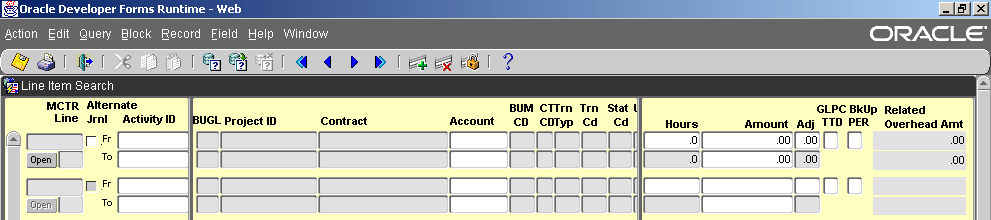 Oracle Developer Forms Runtime - Web
Action Edit Query Block Record Field Help Window
ORACLE
Line Item Search
MCTR Alternate BUM CTTrn Trn Stat U GLPC BkUp Related
Line Jrnl Activity ID BUGL Project ID Contract Account CD CDTyp Cd Cd Hours Amount Adj TTD PER Overhead Amt
Fr .0 .00 .00 .00
Open To .0 .00 .00 .00
Fr
Open To